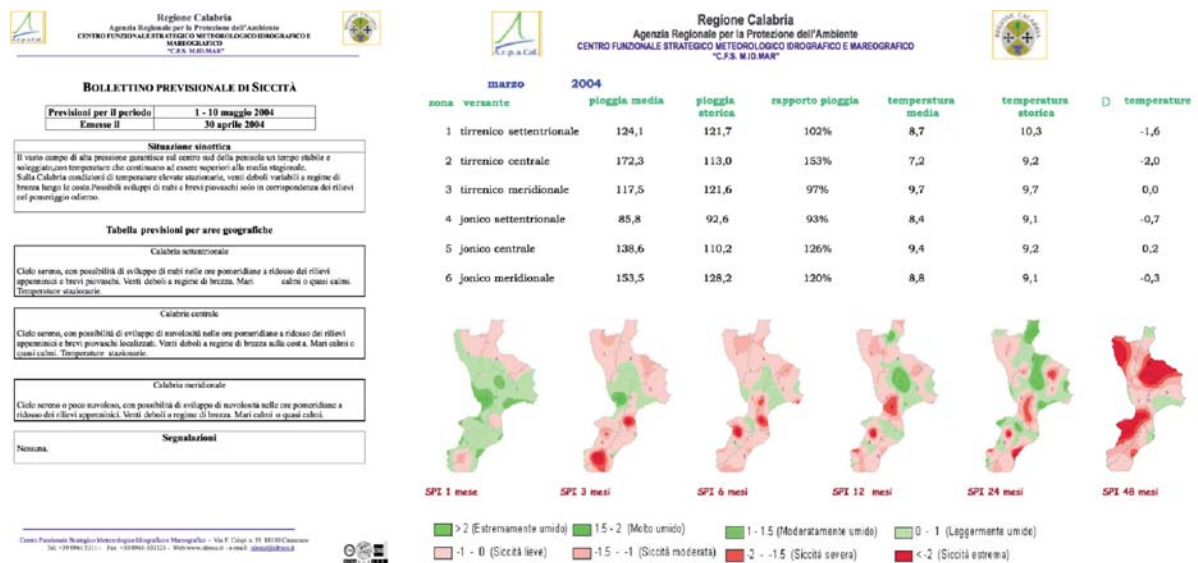 Regione Calabria
Agenzia Regionale per la Protezione dell'Ambiente
CENTRO FUNZIONALE STRATEGICO METEOROLOGICO IDROGRAFICO E
MAREOGRAFICO
"C.F.S. M.ID.MAR"
BOLLETTINO PREVISIONALE DI SICCITÀ
Previsioni per il periodo 1 - 10 maggio 2004
Emesse il 30 aprile 2004
Situazione sinottica
Il vasto campo di alta pressione garantisce sul centro sud della penisola un tempo stabile e
soleggiato,con temperature che continuano ad essere superiori alla media stagionale.
Sulla Calabria condizioni di temperature elevate stazionarie, venti deboli variabili a regime di
brezza lungo le coste.Possibili sviluppi di nubi e brevi piovaschi solo in corrispondenza dei rilievi
nel pomeriggio odierno.
Tabella previsioni per aree geografiche
Calabria settentrionale
Cielo sereno, con possibilità di sviluppo di nubi nelle ore pomeridiane a ridosso dei rilievi
appenninici e brevi piovaschi. Venti deboli a regime di brezza. Mari calmi o quasi calmi.
Temperature stazionarie.
Calabria centrale
Cielo sereno, con possibilità di sviluppo di nuvolosità nelle ore pomeridiane a ridosso dei rilievi
appenninici e brevi piovaschi localizzati. Venti deboli a regime di brezza sulla costa. Mari calmi o
quasi calmi. Temperature stazionarie.
Calabria meridionale
Cielo sereno o poco nuvoloso, con possibilità di sviluppo di nuvolosità nelle ore pomeridiane a
ridosso dei rilievi appenninici. Venti deboli a regime di brezza. Mari calmi o quasi calmi.
Segnalazioni
Nessuna.
Centro Funzionale Strategico Meteorologico Idrografico e Mareografico
Regione Calabria
Agenzia Regionale per la Protezione dell'Ambiente
CENTRO FUNZIONALE STRATEGICO METEOROLOGICO IDROGRAFICO E MAREOGRAFICO
"C.F.S. M.ID.MAR"
A.r.p.a Cal.
marzo 2004
zona versante pioggia media pioggia storica rapporto pioggia temperatura media temperatura storica D temperature
1 tirrenico settentrionale 124,1 121,7 102% 8,7 10,3 -1,6
2 tirrenico centrale 172,3 113,0 153% 7,2 9,2 -2,0
3 tirrenico meridionale 117,5 121,6 97% 9,7 9,7 0,0
4 jonico settentrionale 85,8 92,6 93% 8,4 9,1 -0,7
5 jonico centrale 138,6 110,2 126% 9,4 9,2 0,2
6 jonico meridionale 153,5 128,2 120% 8,8 9,1 -0,3
SPI 1 mese SPI 3 mesi SPI 6 mesi SPI 12 mesi SPI 24 mesi SPI 48 mesi
> 2 (Estremamente umido) 1.5 - 2 (Molto umido) 1 - 1.5 (Moderatamente umido) 0 - 1 (Leggermente umido)
-1 - 0 (Siccità lieve) -1.5 - -1 (Siccità moderata) -2 - -1.5 (Siccità severa) <-2 (Siccità estrema)